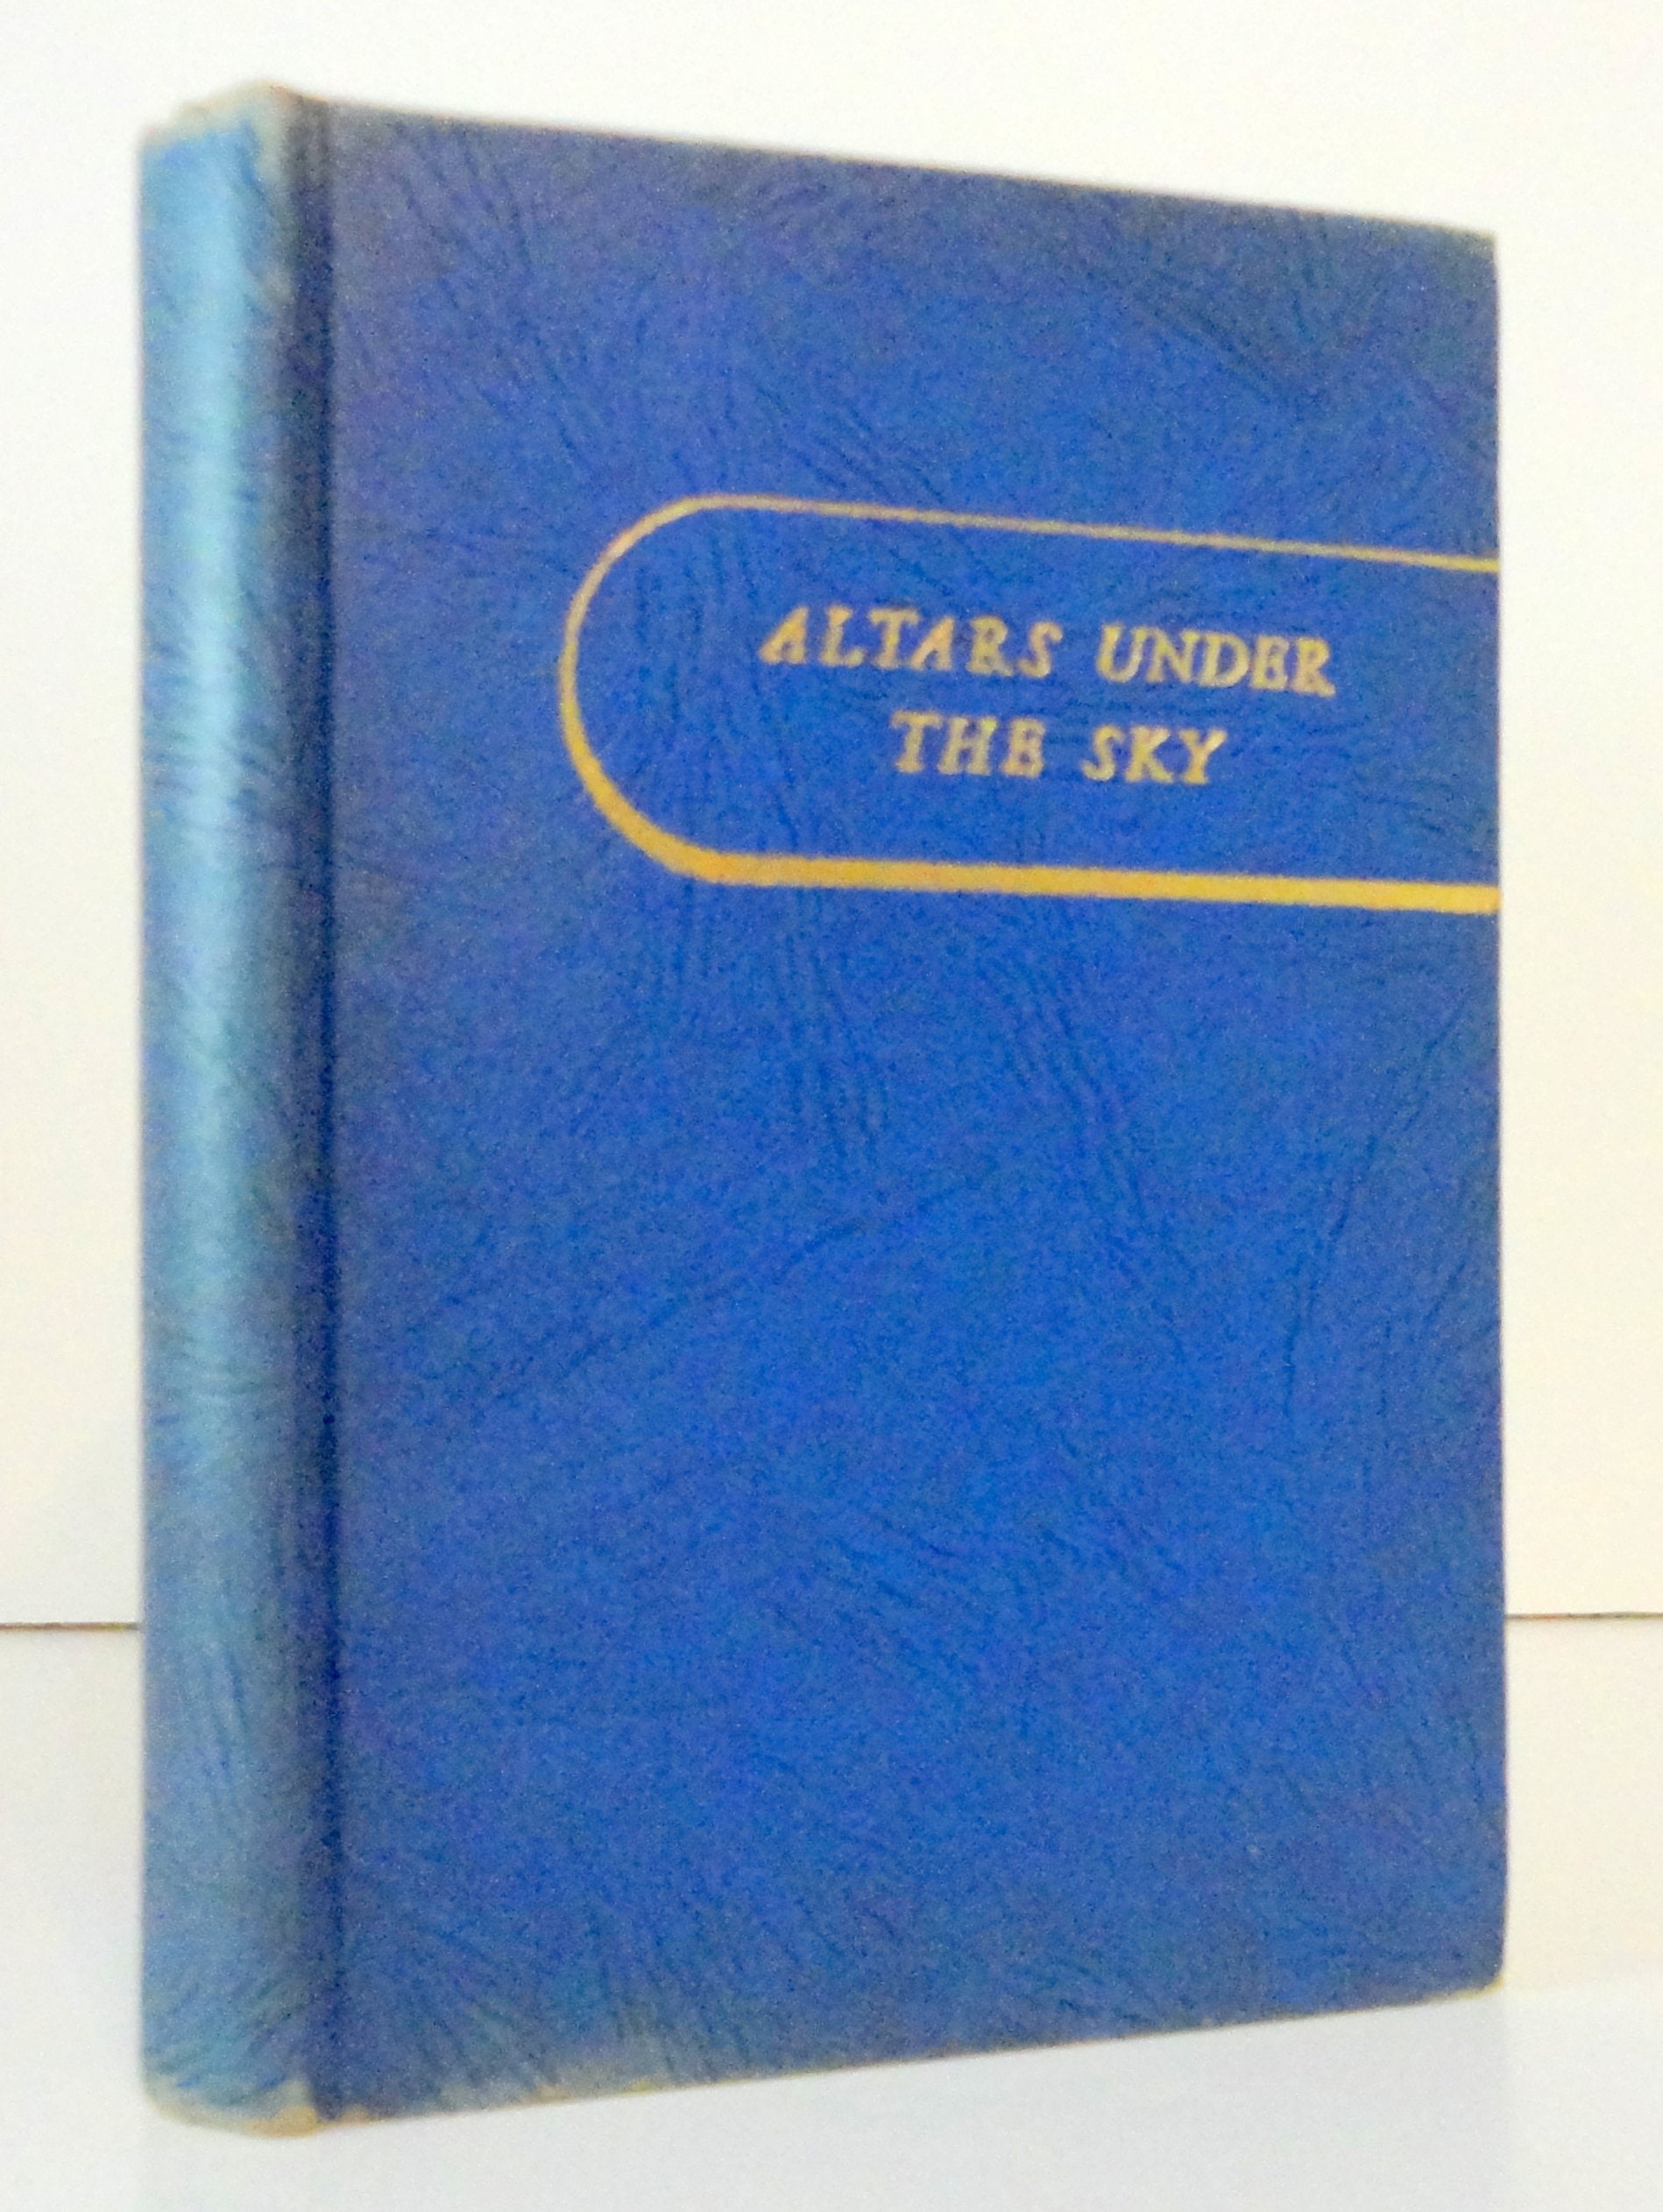 ALTARS UNDER
THE SKY